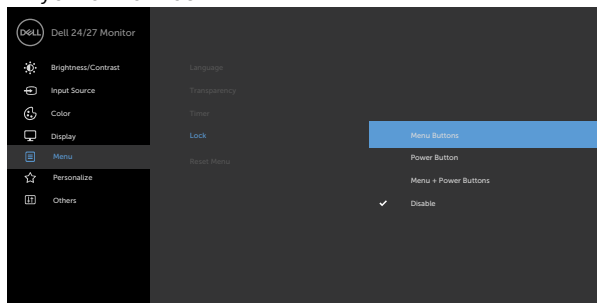 DELL Dell 24/27 Monitor
Brightness/Contrast
Input Source
Color
Display
Menu
Personalize
Others
Language
Transparency
Timer
Lock
Reset Menu
Menu Buttons
Power Button
Menu + Power Buttons
Disable